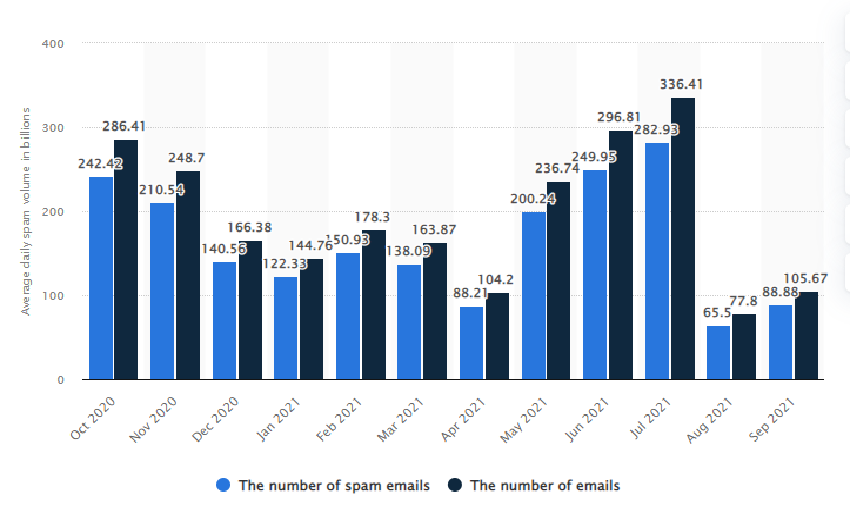 400
300
200
100
0
Average daily spam volume in billions
242.42
286.41
210.54
248.7
140.56
166.38
122.33
144.76
150.93
178.3
138.09
163.87
88.21
104.2
200.24
236.74
249.95
296.81
282.93
336.41
65.5
77.8
88.88
105.67
Oct 2020
Nov 2020
Dec 2020
Jan 2021
Feb 2021
Mar 2021
Apr 2021
May 2021
Jun 2021
Jul 2021
Aug 2021
Sep 2021
The number of spam emails
The number of emails